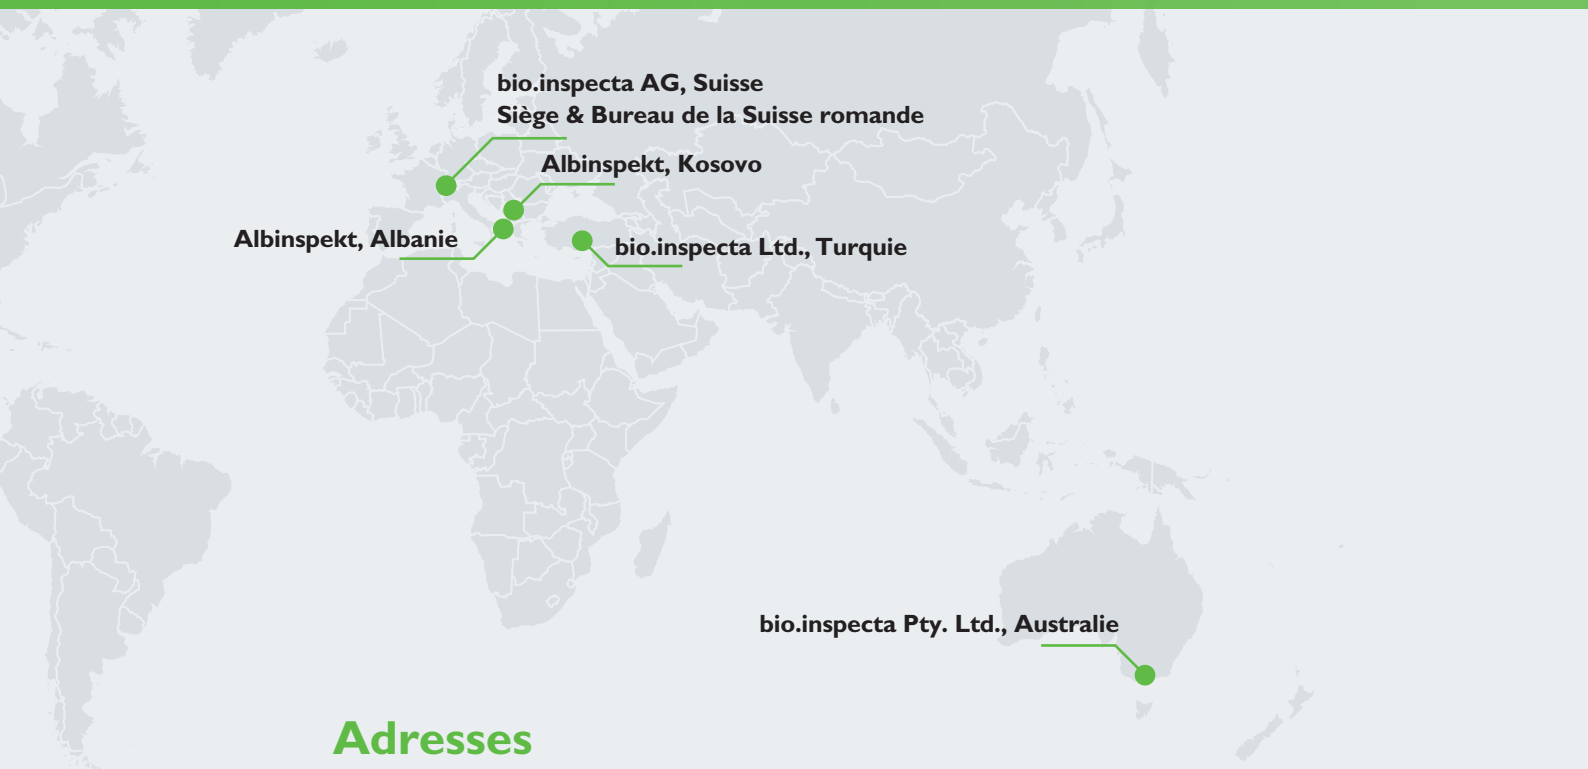 bio.inspecta AG, Suisse
Siège & Bureau de la Suisse romande
Albinspekt, Kosovo
Albinspekt, Albanie
bio.inspecta Ltd., Turquie
bio.inspecta Pty. Ltd., Australie
Adresses